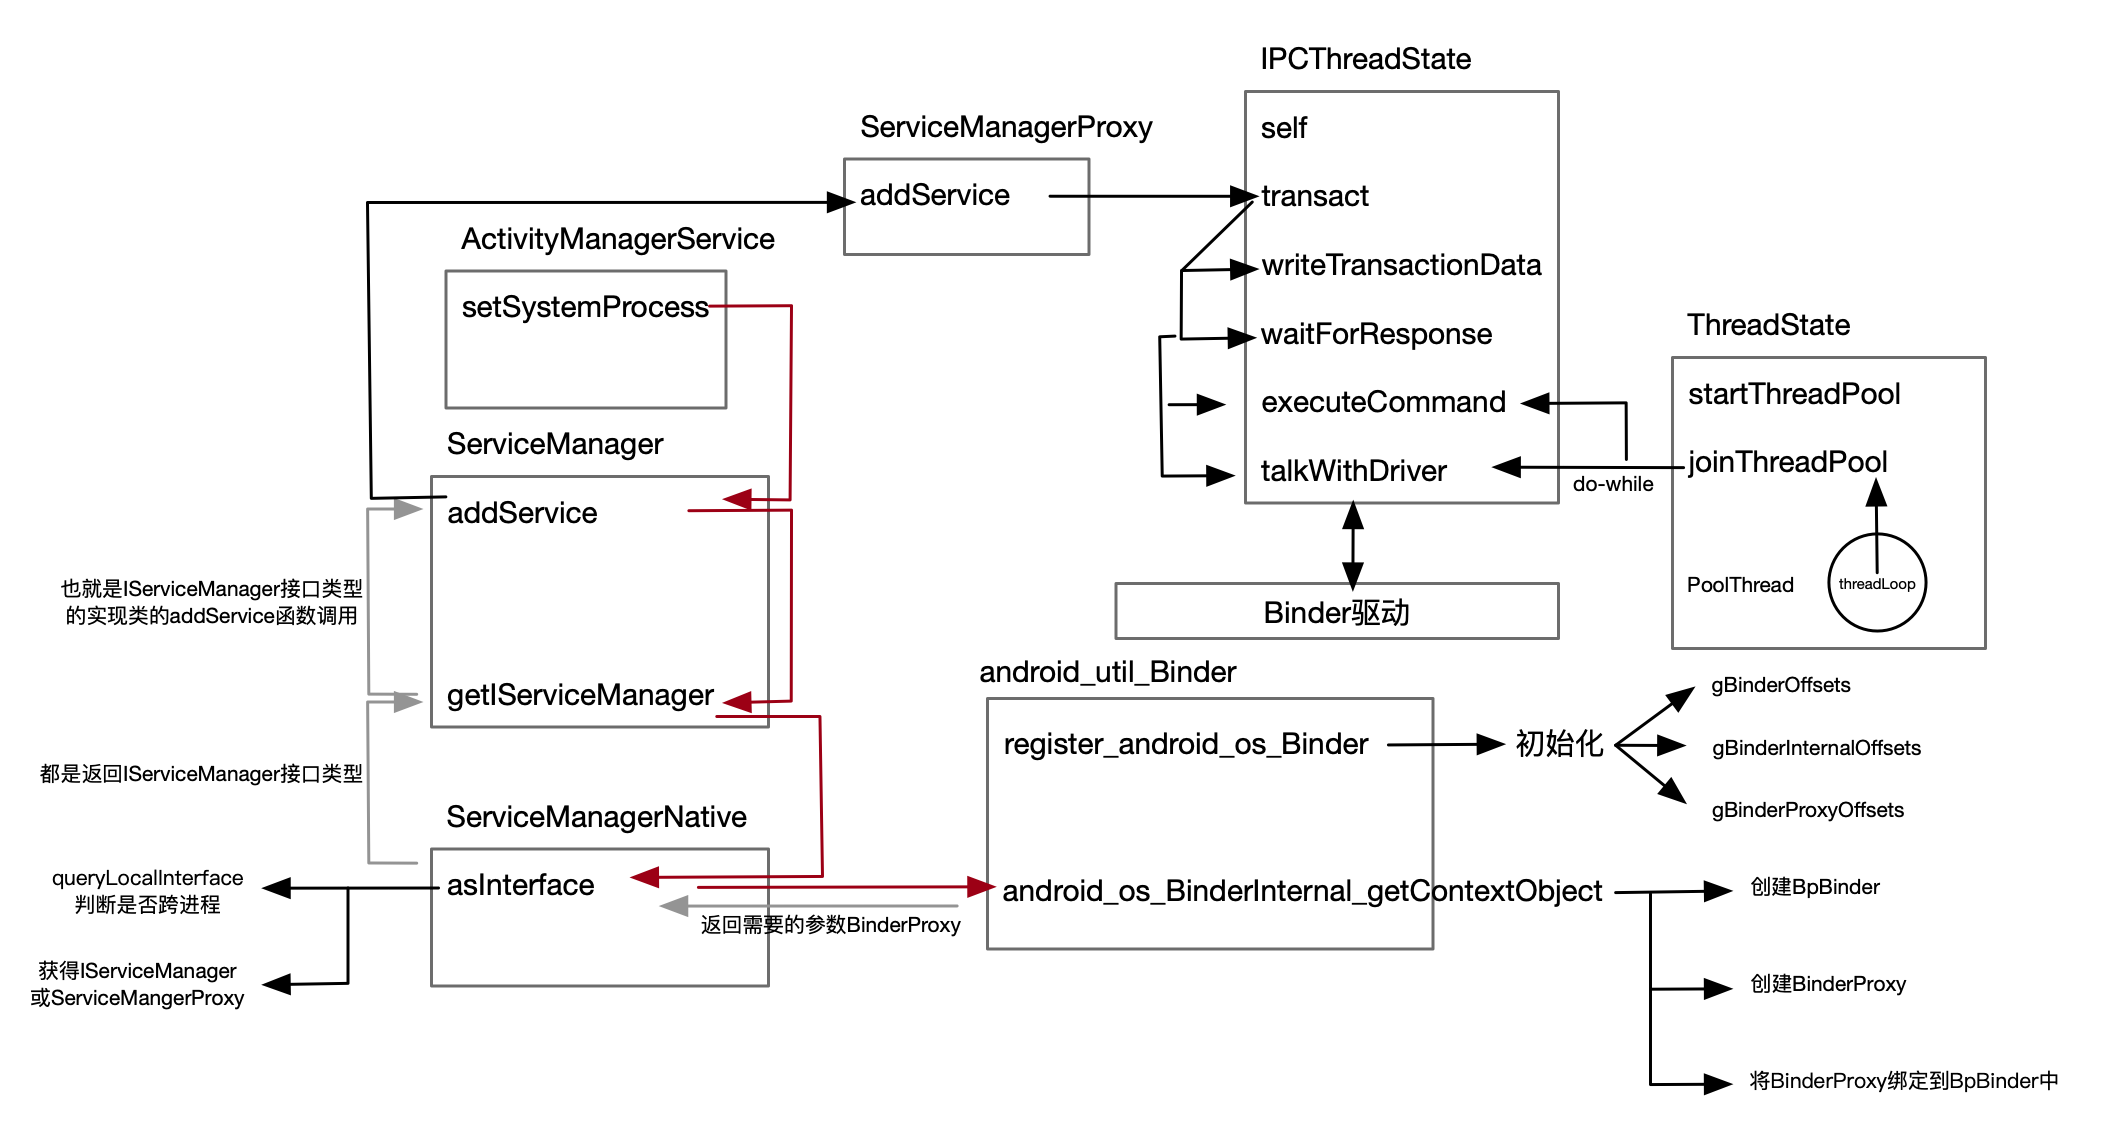 IPCThreadState
self
transact
writeTransactionData
waitForResponse
executeCommand
talkWithDriver
ServiceManagerProxy
addService
ActivityManagerService
setSystemProcess
ServiceManager
addService
getIServiceManager
ThreadState
startThreadPool
joinThreadPool
do-while
PoolThread
threadLoop
Binder驱动
也就是IServiceManager接口类型
的实现类的addService函数调用
都是返回IServiceManager接口类型
ServiceManagerNative
asInterface
queryLocalInterface
判断是否跨进程
获得IServiceManager
或ServiceMangerProxy
返回需要的参数BinderProxy
android_util_Binder
register_android_os_Binder
初始化
gBinderOffsets
gBinderInternalOffsets
gBinderProxyOffsets
android_os_BinderInternal_getContextObject
创建BpBinder
创建BinderProxy
将BinderProxy绑定到BpBinder中